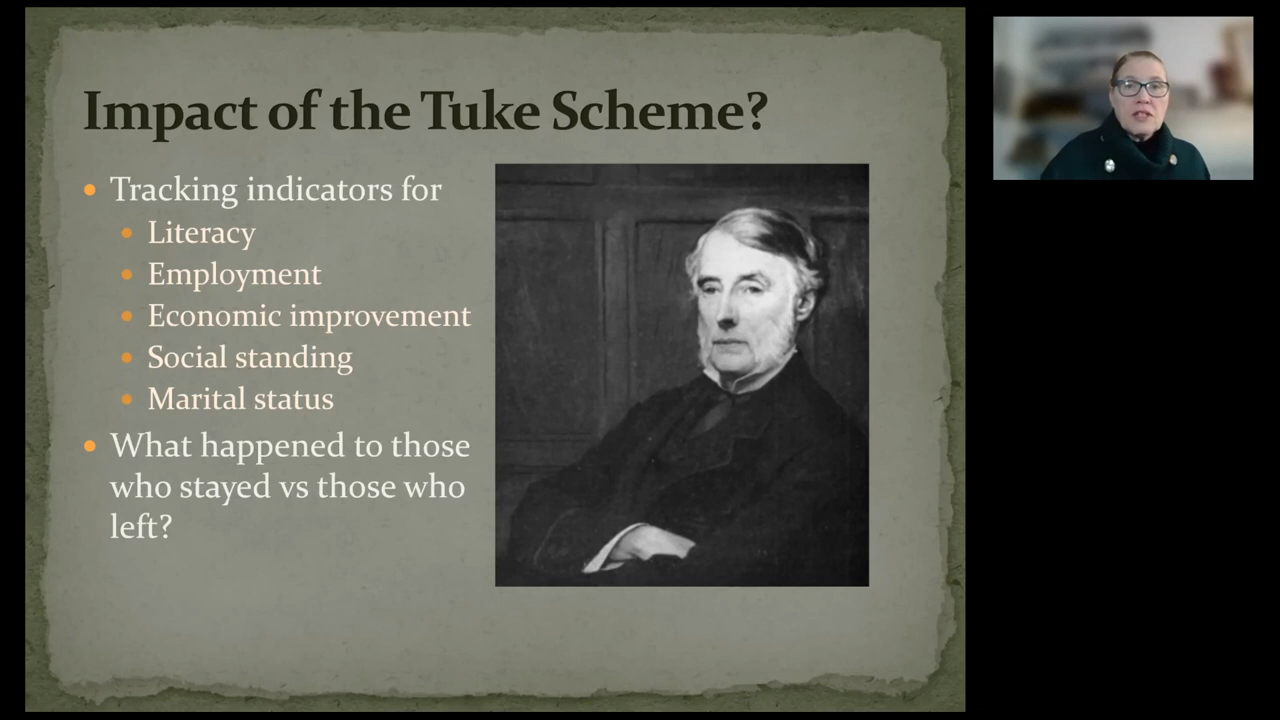 Impact of the Tuke Scheme?
Tracking indicators for
Literacy
Employment
Economic improvement
Social standing
Marital status
What happened to those
who stayed vs those who
left?